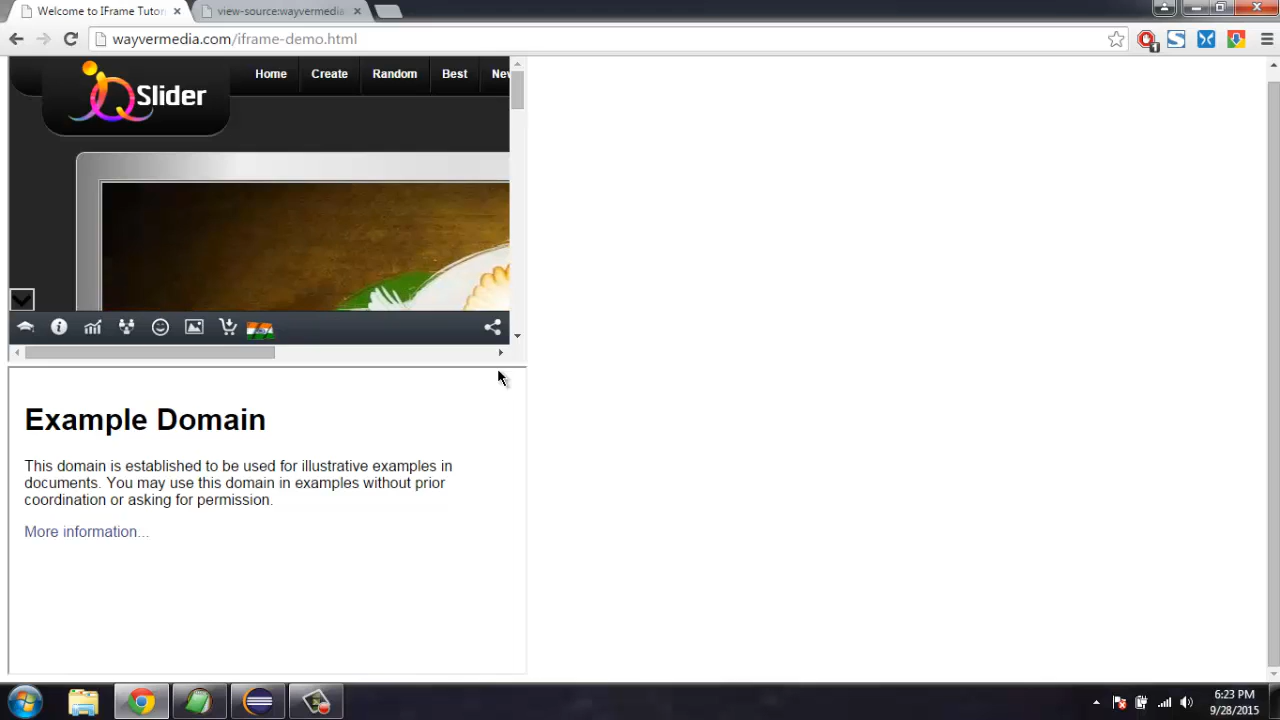 Welcome to IFrame Tutor
view-source:wayvermedia
wayvermedia.com/iframe-demo.html
1
Slider
Home
Create
Random
Best
Nev
Example Domain
This domain is established to be used for illustrative examples in
documents. You may use this domain in examples without prior
coordination or asking for permission.
More information...
6:23 PM
9/28/2015